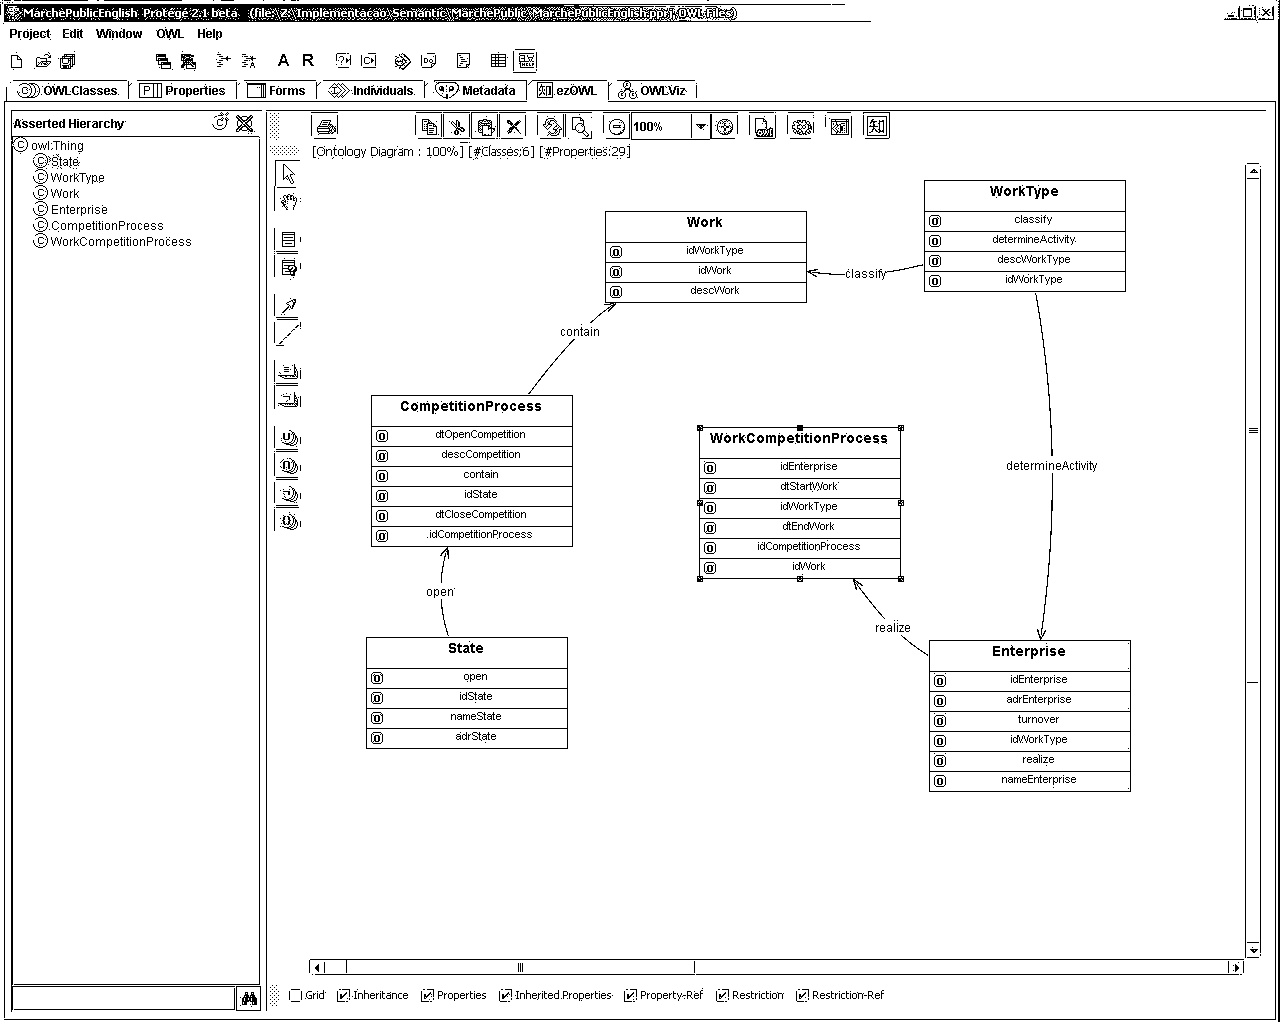 MarchePublicEnglish Protégé 2.1 beta (file:\Z:\Implementacao\Semantic\MarchePublic\MarchePublicEnglish.pprj, OWL Files)
Project Edit Window OWL Help
A R
OWLClasses Properties Forms Individuals Metadata ezOWL OWLViz
Asserted Hierarchy
owl:Thing
State
WorkType
Work
Enterprise
CompetitionProcess
WorkCompetitionProcess
100%
[Ontology Diagram : 100%] [#Classes:6] [#Properties:29]
WorkType
classify
determineActivity
descWorkType
idWorkType
Work
idWorkType
idWork
descWork
classify
contain
CompetitionProcess
dtOpenCompetition
descCompetition
contain
idState
dtCloseCompetition
idCompetitionProcess
WorkCompetitionProcess
idEnterprise
dtStartWork
idWorkType
dtEndWork
idCompetitionProcess
idWork
determineActivity
open
realize
State
open
idState
nameState
adrState
Enterprise
idEnterprise
adrEnterprise
turnover
idWorkType
realize
nameEnterprise
Grid Inheritance Properties Inherited Properties Property-Ref Restriction Restriction-Ref